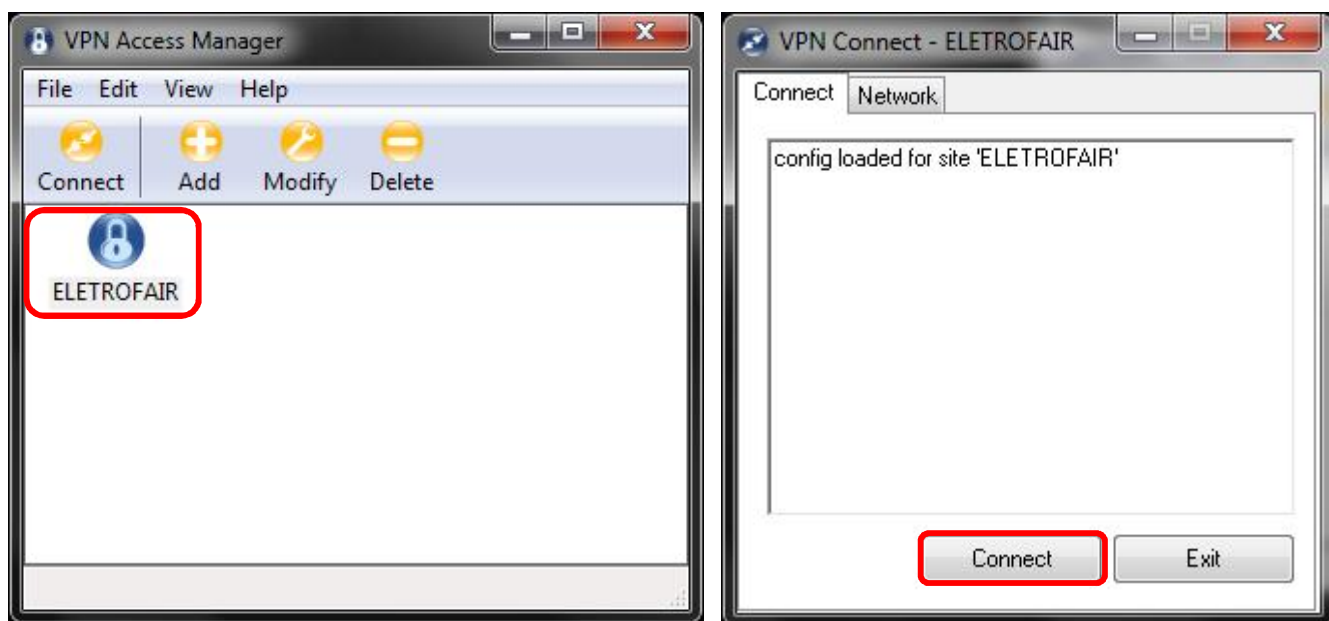 VPN Access Manager
File Edit View Help
Connect Add Modify Delete
ELETROFAIR
VPN Connect - ELETROFAIR
Connect Network
config loaded for site 'ELETROFAIR'
Connect Exit